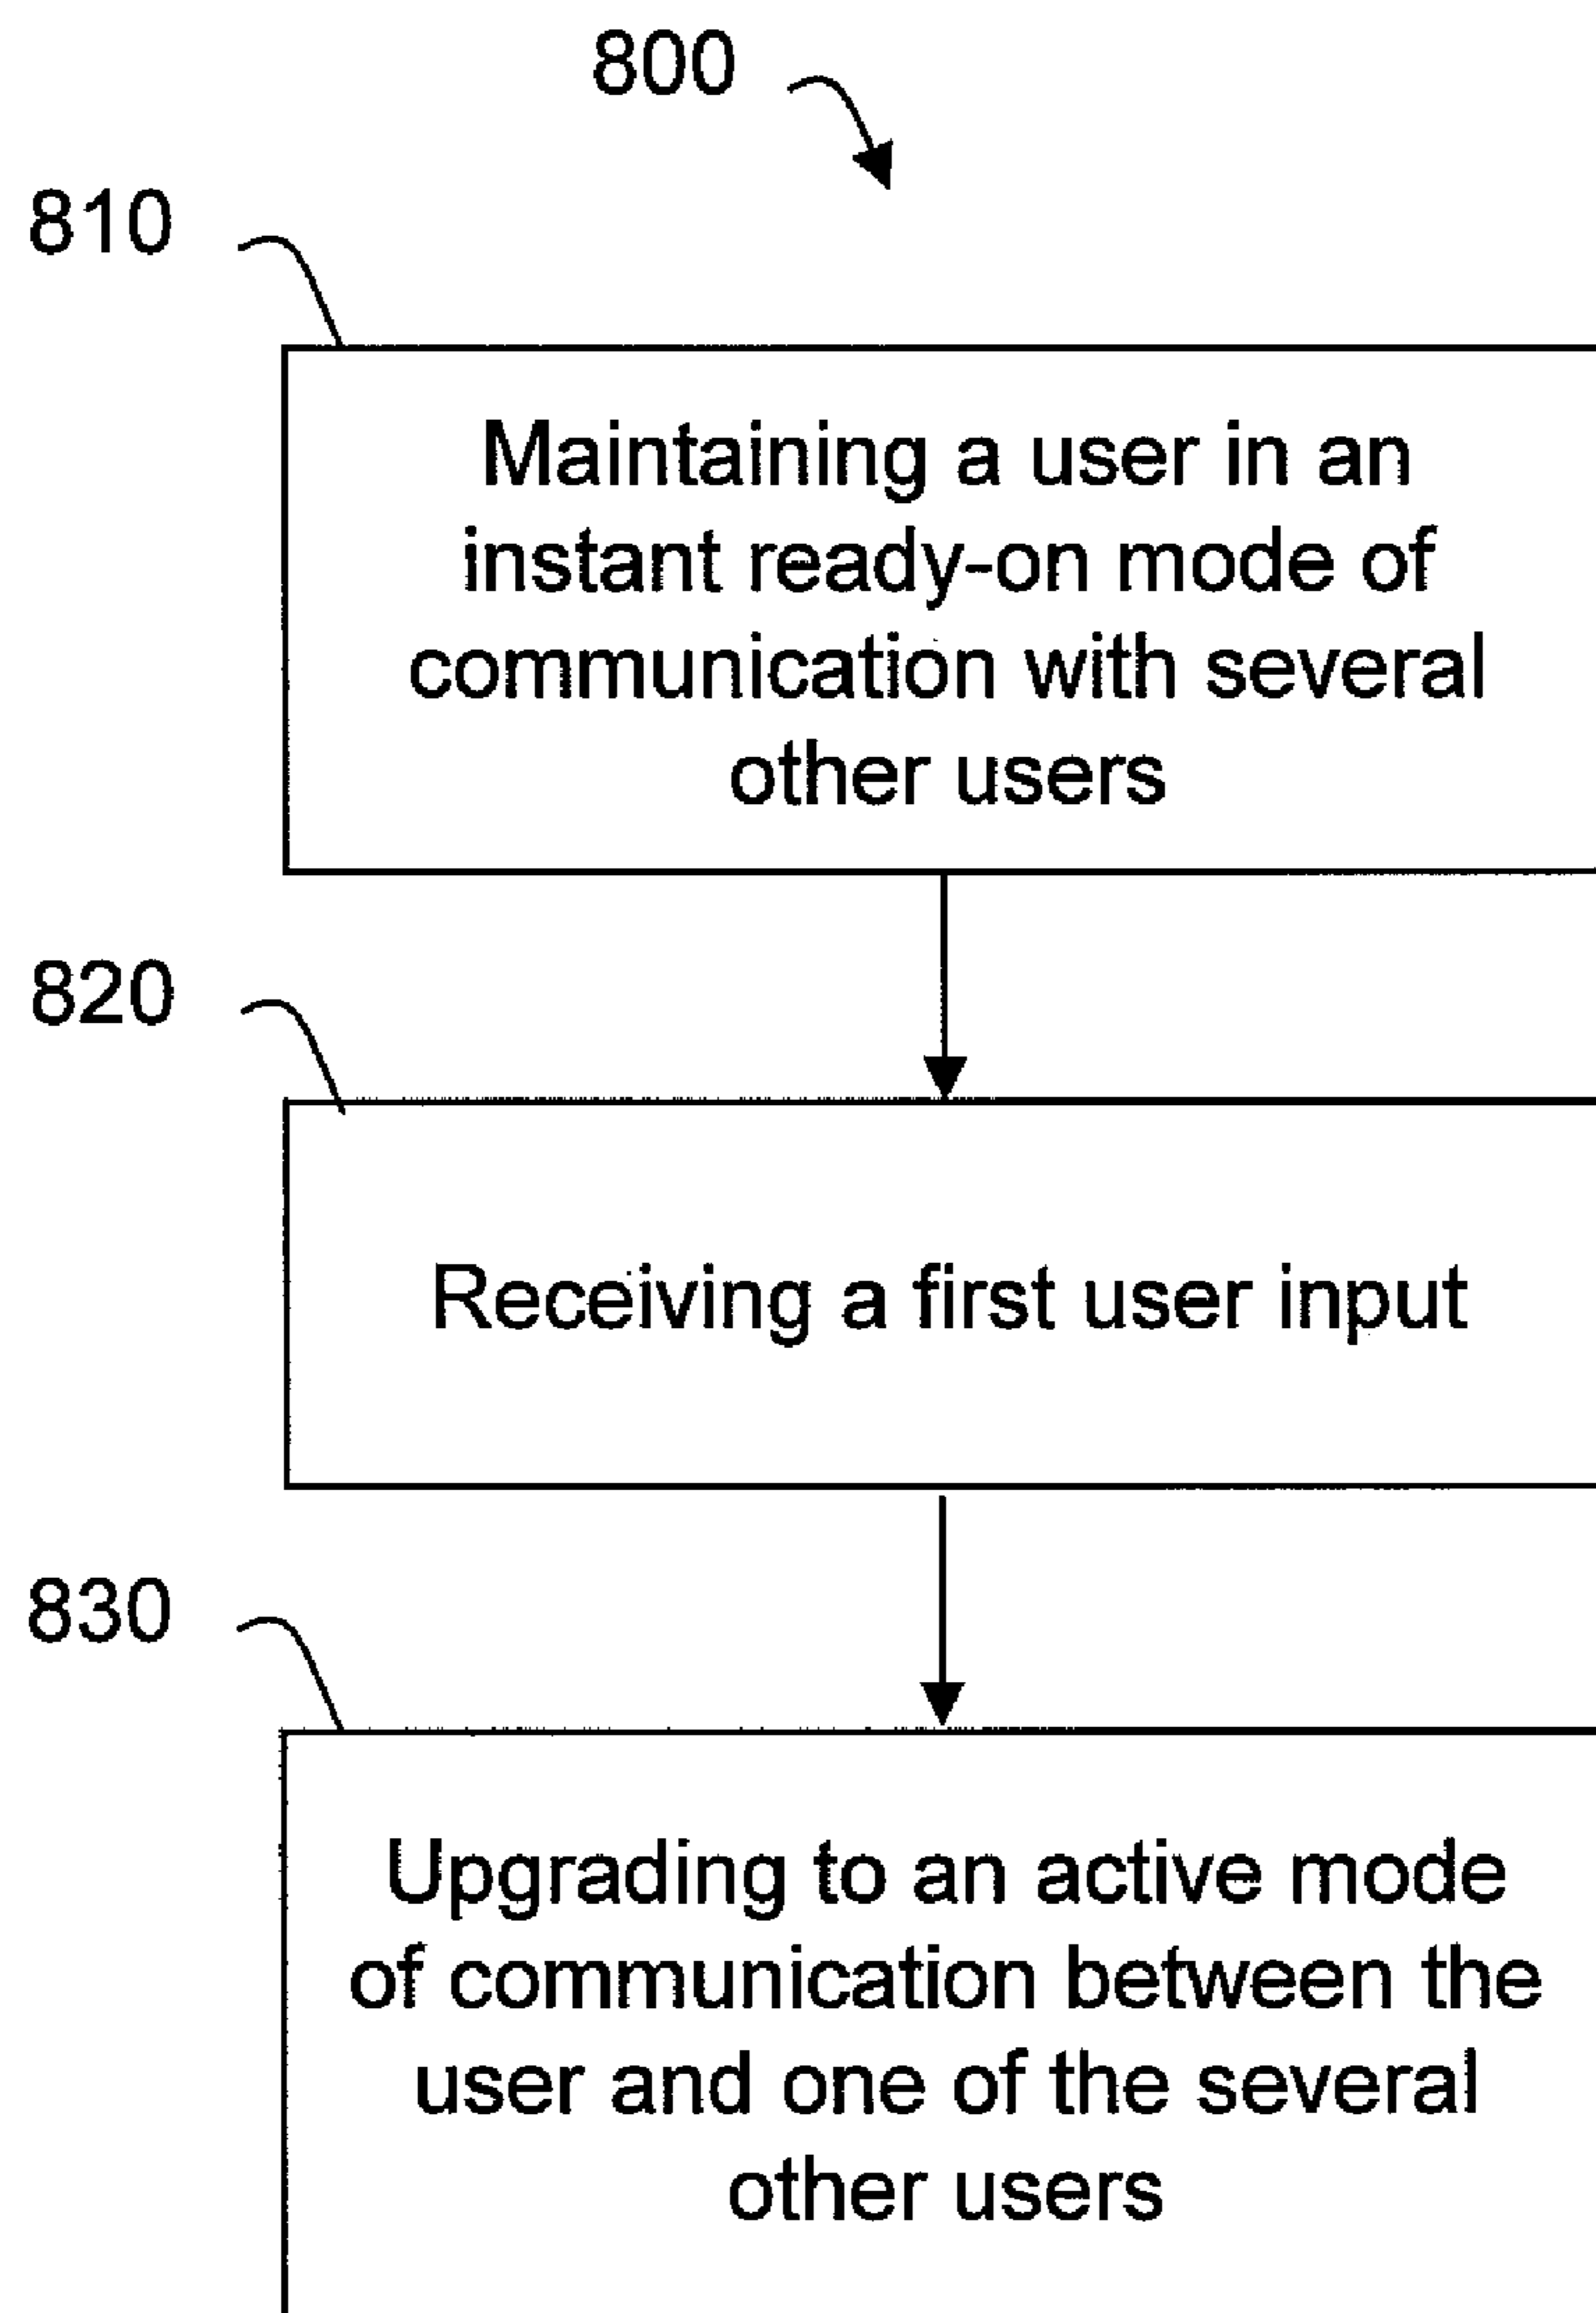 800
810
Maintaining a user in an
instant ready-on mode of
communication with several
other users
820
Receiving a first user input
830
Upgrading to an active mode
of communication between the
user and one of the several
other users